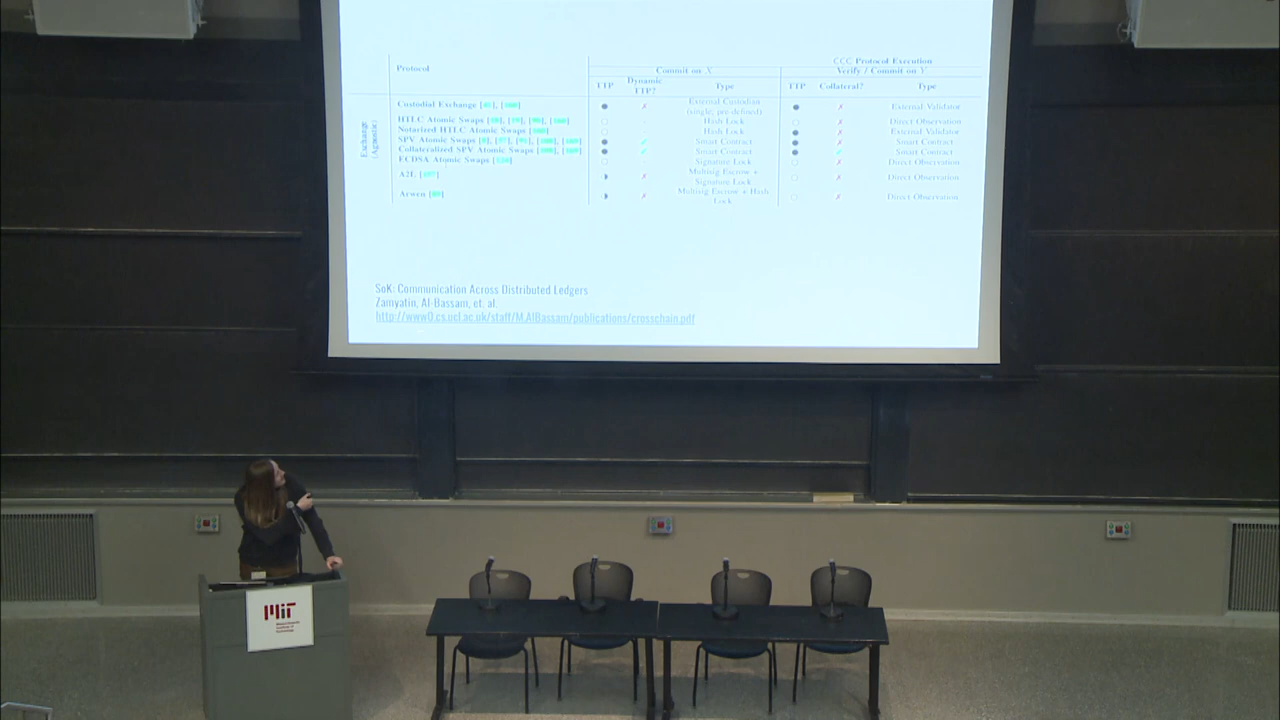 CCC Protocol Execution
Protocol Commit on X Verify / Commit on Y
TTP Dynamic TTP? Type TTP Collateral? Type
Exchange (Agnostic)
Custodial Exchange ✗ External Custodian (single, pre-defined) ✗ External Validator
HTLC Atomic Swaps - Hash Lock ✗ Direct Observation
Notarized HTLC Atomic Swaps Hash Lock ✗ External Validator
SPV Atomic Swaps ✓ Smart Contract ✗ Smart Contract
Collateralized SPV Atomic Swaps ✓ Smart Contract ✓ Smart Contract
ECDSA Atomic Swaps Signature Lock ✗ Direct Observation
A2L ✗ Multisig Escrow + Signature Lock ✗ Direct Observation
Arwen ✗ Multisig Escrow + Hash Lock ✗ Direct Observation
SoK: Communication Across Distributed Ledgers
Zamyatin, Al-Bassam, et. al.
http://www0.cs.ucl.ac.uk/staff/M.AlBassam/publications/crosschain.pdf
MIT
Massachusetts
Institute of
Technology